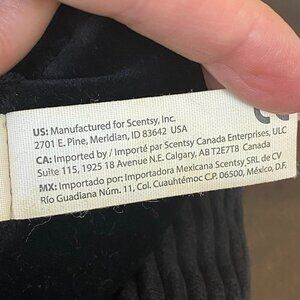 US: Manufactured for Scentsy, Inc.
2701 E. Pine, Meridian, ID 83642 USA
CA: Imported by / Importé par Scentsy Canada Enterprises, ULC
Suite 115, 1925 18 Avenue N.E. Calgary, AB T2E7T8 Canada
MX: Importado por: Importadora Mexicana Scentsy, SRL de CV
Río Guadiana Núm. 11, Col. Cuauhtémoc C.P. 06500, México, D.F.